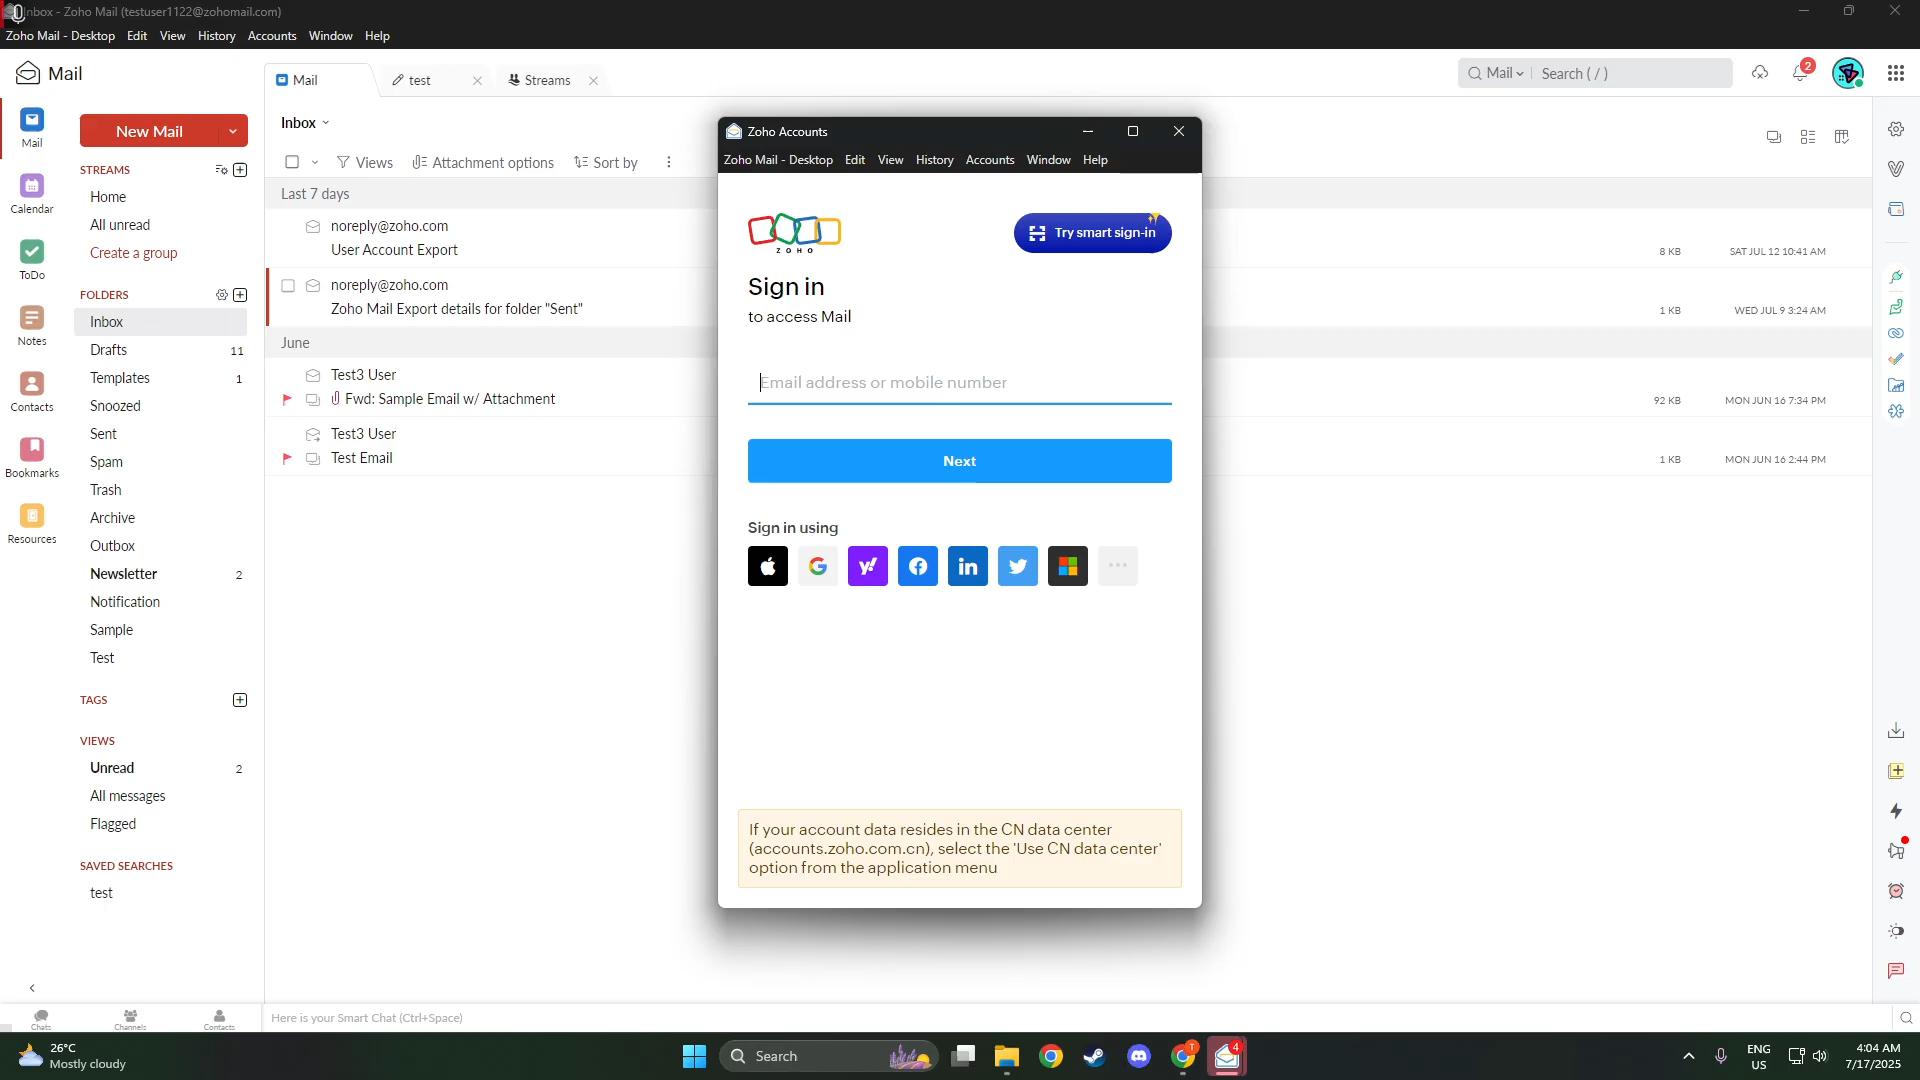 Inbox - Zoho Mail (testuser1122@zohomail.com)
Zoho Mail - Desktop Edit View History Accounts Window Help
Mail
Mail
test
Streams
Mail
Search ( / )
2
Mail
Calendar
ToDo
Notes
Contacts
Bookmarks
Resources
New Mail
STREAMS
Home
All unread
Create a group
FOLDERS
Inbox
Drafts 11
Templates 1
Snoozed
Sent
Spam
Trash
Archive
Outbox
Newsletter 2
Notification
Sample
Test
TAGS
VIEWS
Unread 2
All messages
Flagged
SAVED SEARCHES
test
Inbox
Views Attachment options Sort by
Last 7 days
noreply@zoho.com
User Account Export 8 KB SAT JUL 12 10:41 AM
noreply@zoho.com
Zoho Mail Export details for folder "Sent" 1 KB WED JUL 9 3:24 AM
June
Test3 User
Fwd: Sample Email w/ Attachment 92 KB MON JUN 16 7:34 PM
Test3 User
Test Email 1 KB MON JUN 16 2:44 PM
Zoho Accounts
Zoho Mail - Desktop Edit View History Accounts Window Help
ZOHO
Try smart sign-in
Sign in
to access Mail
Email address or mobile number
Next
Sign in using
y!
in
If your account data resides in the CN data center
(accounts.zoho.com.cn), select the 'Use CN data center'
option from the application menu
Chats
Channels
Contacts
Here is your Smart Chat (Ctrl+Space)
26°C
Mostly cloudy
Search
T
4
ENG
US
4:04 AM
7/17/2025